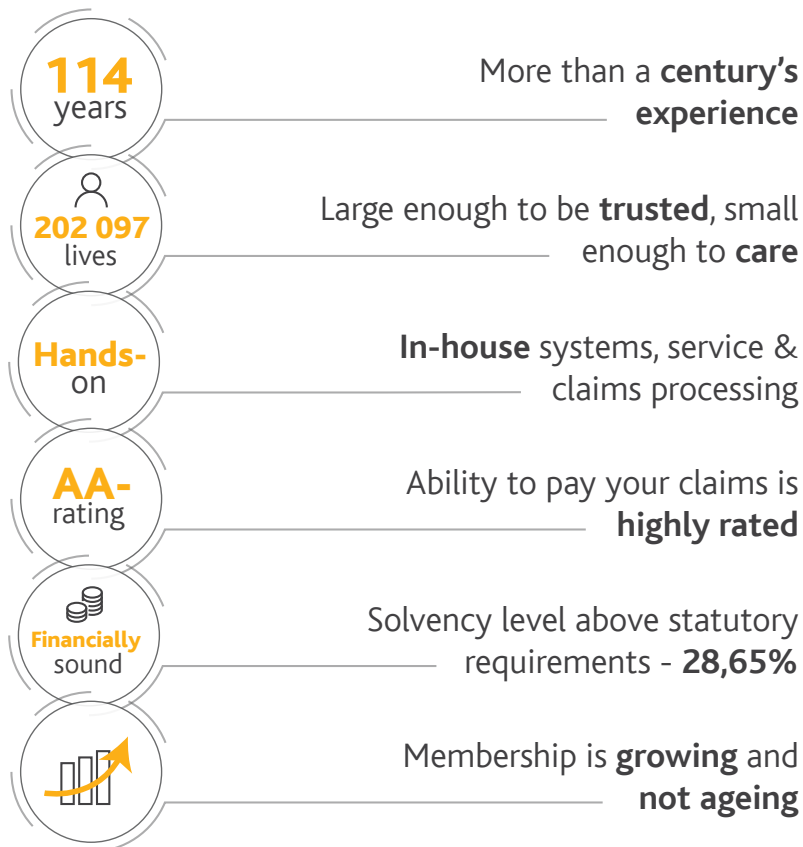 114
years
More than a century's
experience
202 097
lives
Large enough to be trusted, small
enough to care
Hands-
on
In-house systems, service &
claims processing
AA-
rating
Ability to pay your claims is
highly rated
Financially
sound
Solvency level above statutory
requirements - 28,65%
Membership is growing and
not ageing